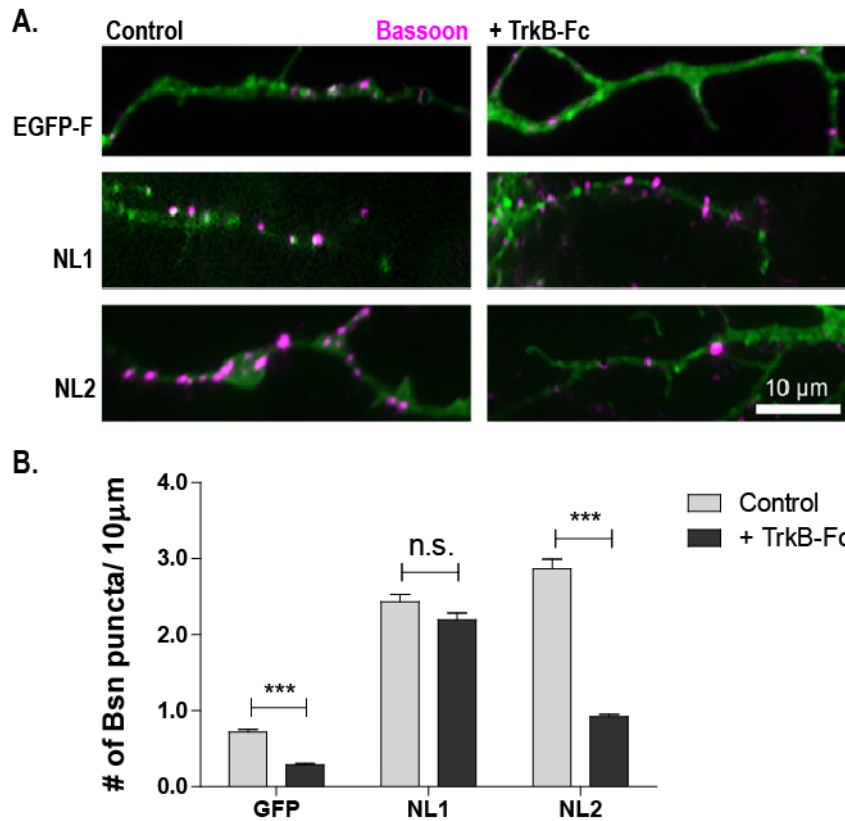 A.
Control Bassoon + TrkB-Fc
EGFP-F
NL1
NL2
10 µm
B.
# of Bsn puncta/ 10µm
4.0
3.0
2.0
1.0
0.0
***
n.s.
***
GFP NL1 NL2
Control
+ TrkB-Fc